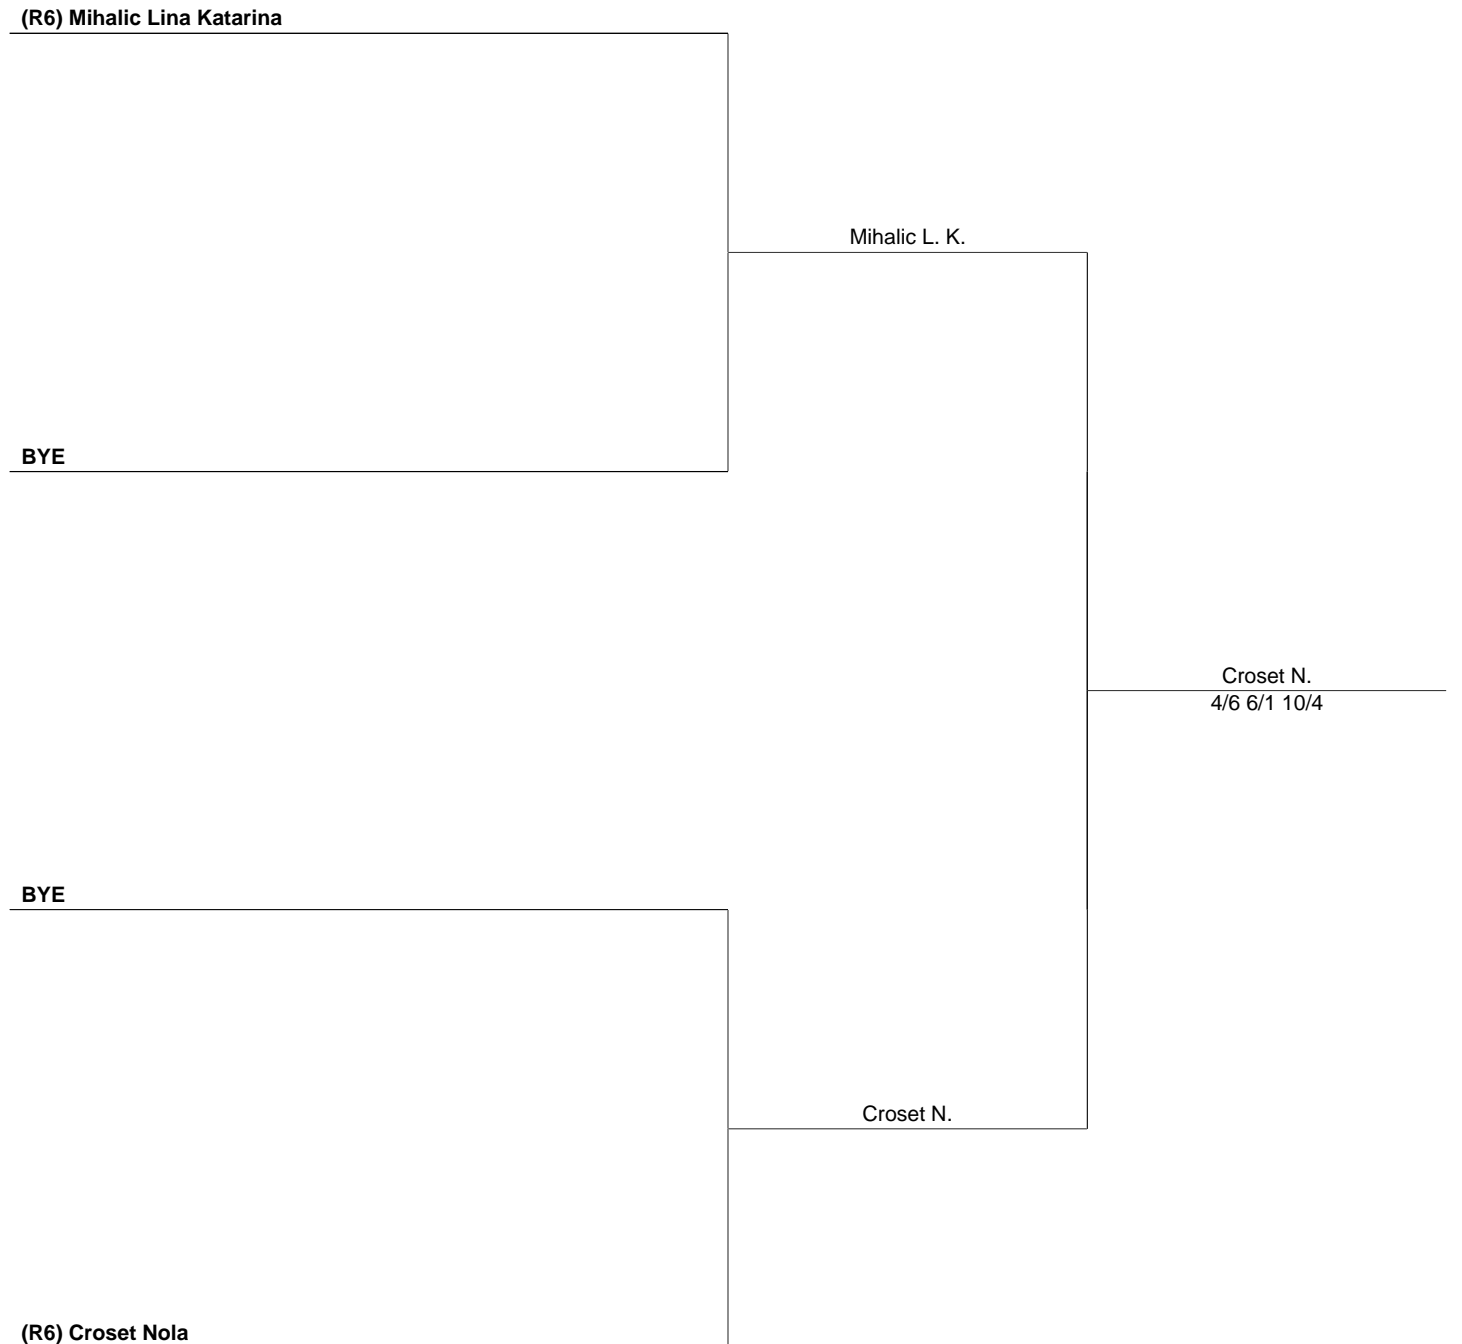 (R6) Mihalic Lina Katarina
Mihalic L. K.
BYE
Croset N.
4/6 6/1 10/4
BYE
Croset N.
(R6) Croset Nola